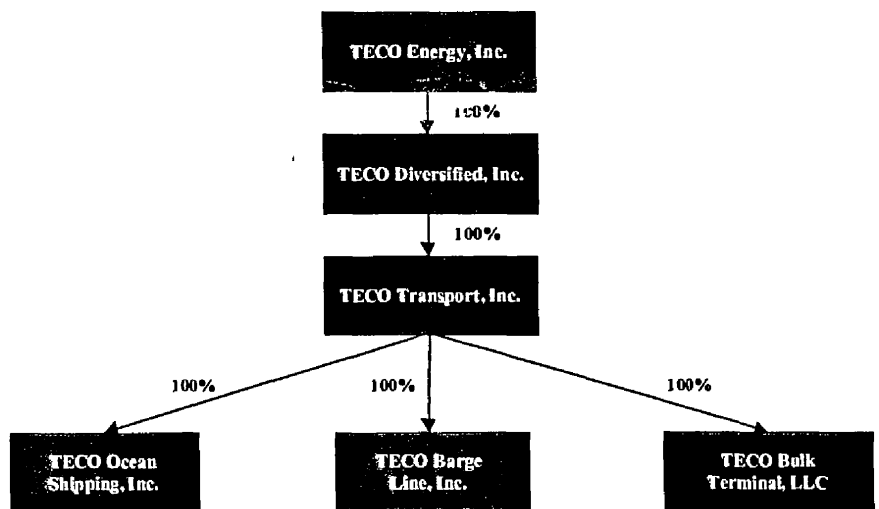 TECO Energy, Inc.
100%
TECO Diversified, Inc.
100%
TECO Transport, Inc.
100%
100%
100%
TECO Ocean
Shipping, Inc.
TECO Barge
Line, Inc.
TECO Bulk
Terminal, LLC